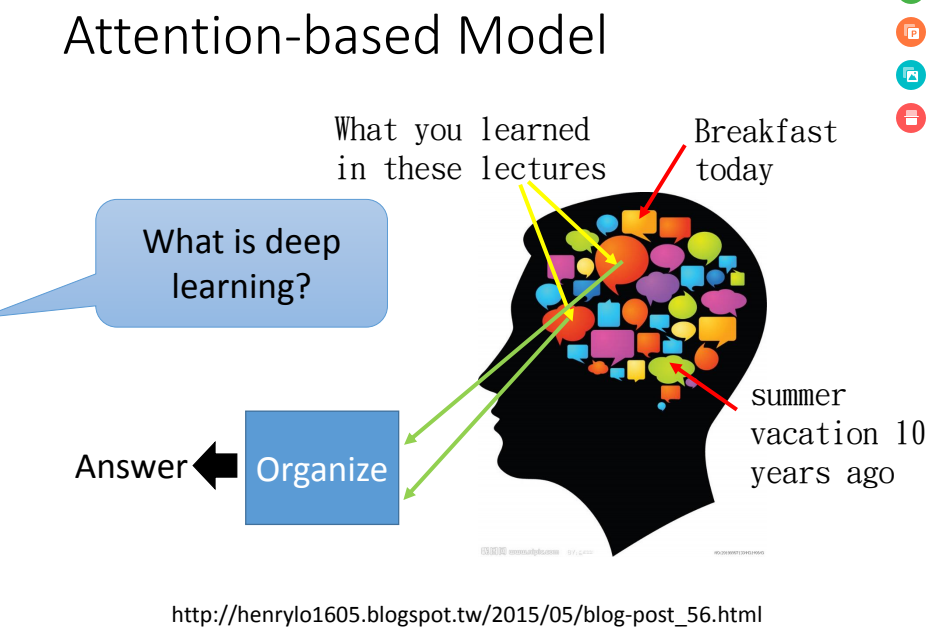 Attention-based Model
What you learned
in these lectures
Breakfast
today
What is deep
learning?
summer
vacation 10
years ago
Answer
Organize
http://henrylo1605.blogspot.tw/2015/05/blog-post_56.html